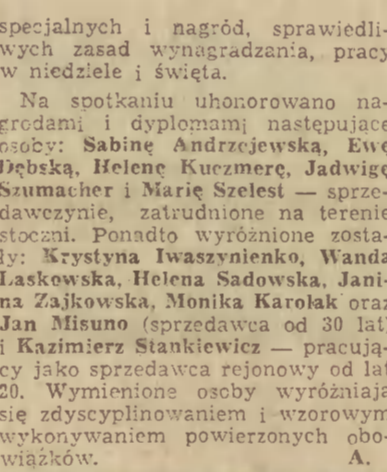 specjalnych i nagród, sprawiedli-
wych zasad wynagradzania, pracy
w niedziele i święta.
Na spotkaniu uhonorowano na-
grodami i dyplomami następujące
osoby: Sabinę Andrzejewską, Ewę
Dębską, Helenę Kuczmerę, Jadwigę
Szumacher i Marię Szelest — sprze-
dawczynie, zatrudnione na terenie
stoczni. Ponadto wyróżnione zosta-
ły: Krystyna Iwaszynienko, Wanda
Laskowska, Helena Sadowska, Jani-
na Zajkowska, Monika Karolak oraz
Jan Misuno (sprzedawca od 30 lat)
i Kazimierz Stankiewicz — pracują-
cy jako sprzedawca rejonowy od lat
20. Wymienione osoby wyróżniają
się zdyscyplinowaniem i wzorowym
wykonywaniem powierzonych obo-
wiązków. A.